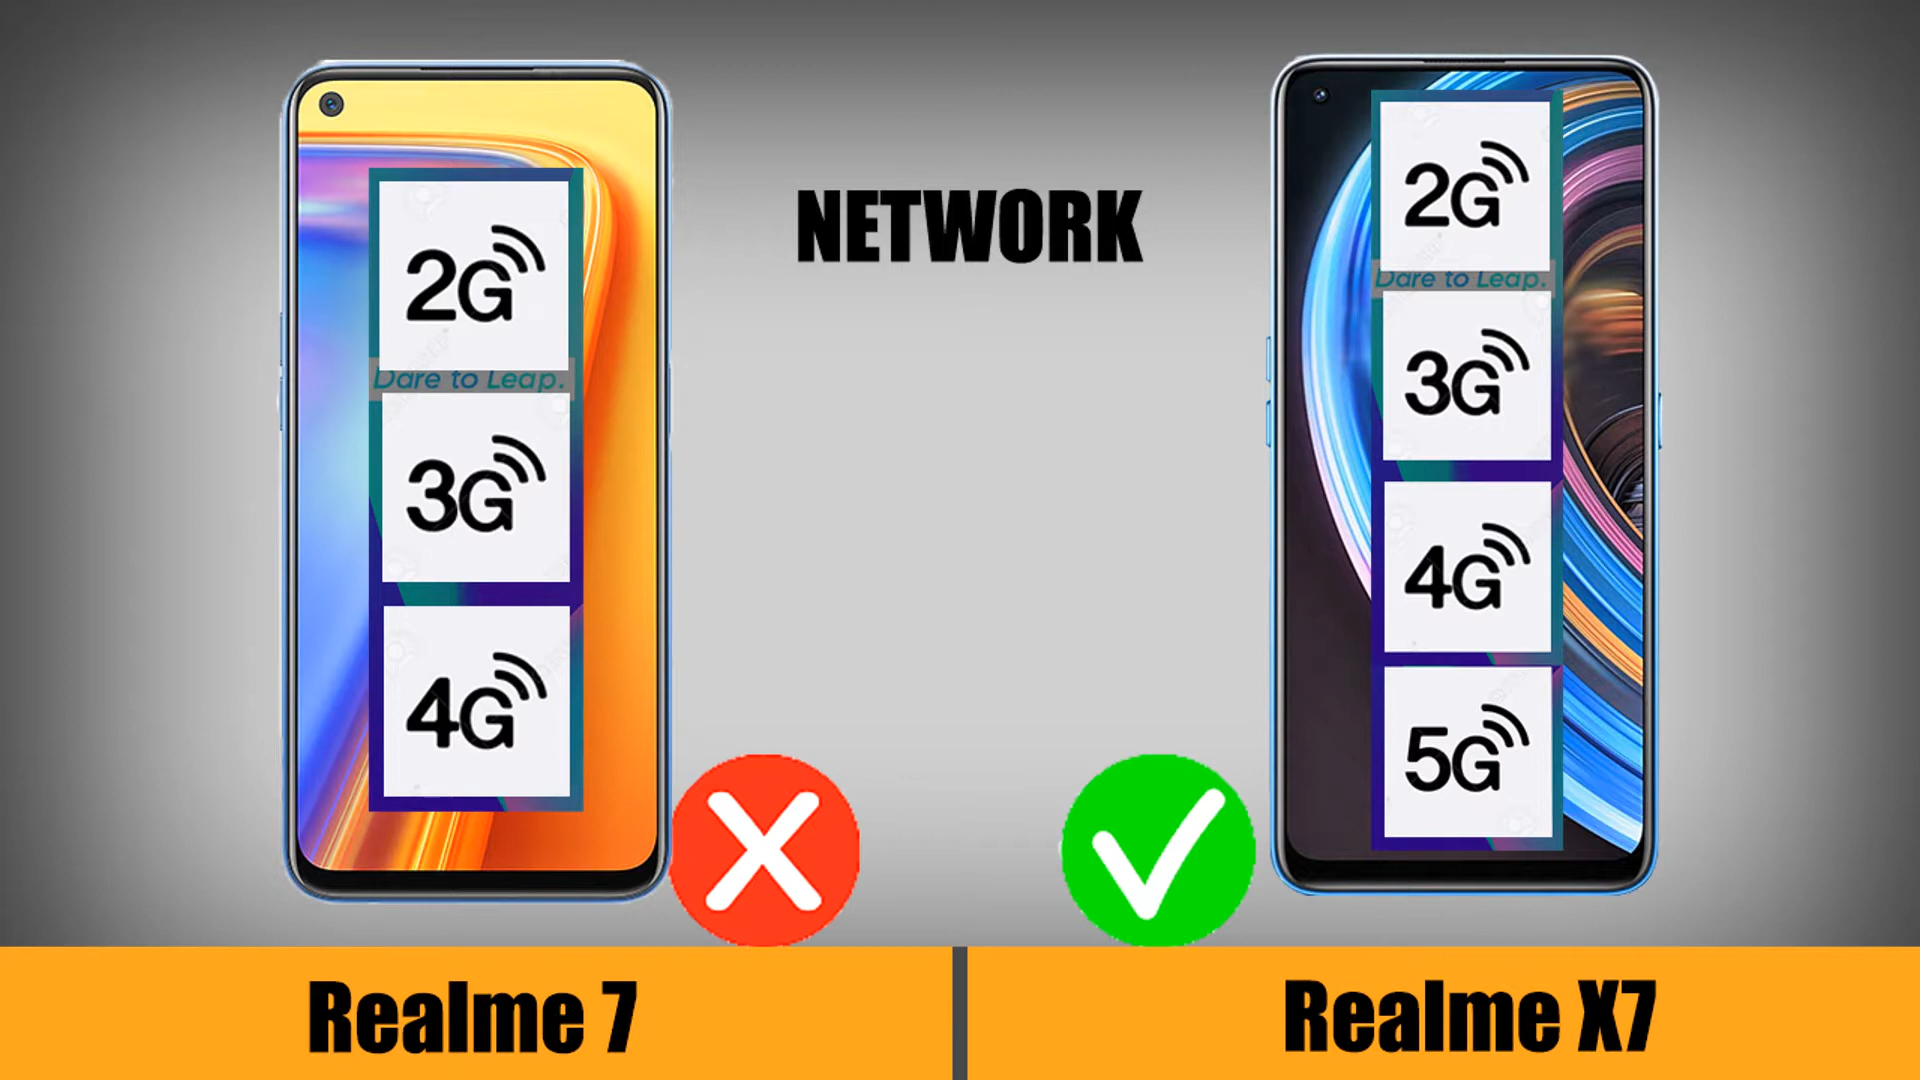 NETWORK
2G
Dare to Leap.
3G
4G
2G
Dare to Leap.
3G
4G
5G
Realme 7
Realme X7